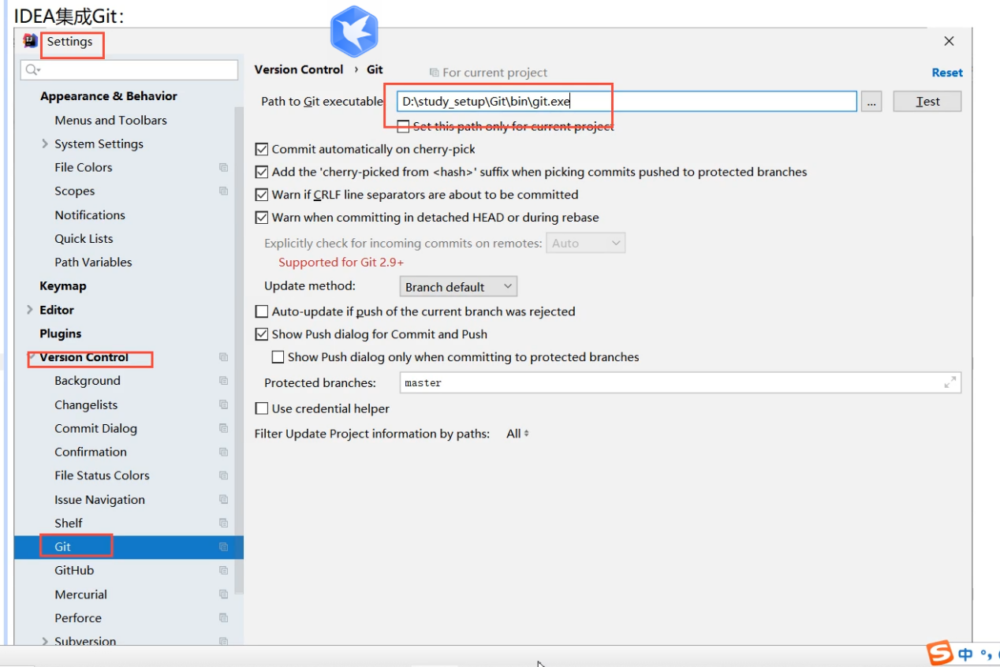 IDEA集成Git：
Settings
Version Control › Git
For current project
Reset
Appearance & Behavior
Menus and Toolbars
System Settings
File Colors
Scopes
Notifications
Quick Lists
Path Variables
Keymap
Editor
Plugins
Version Control
Background
Changelists
Commit Dialog
Confirmation
File Status Colors
Issue Navigation
Shelf
Git
GitHub
Mercurial
Perforce
Subversion
Path to Git executable
D:\study_setup\Git\bin\git.exe
...
Test
Set this path only for current project
Commit automatically on cherry-pick
Add the 'cherry-picked from <hash>' suffix when picking commits pushed to protected branches
Warn if CRLF line separators are about to be committed
Warn when committing in detached HEAD or during rebase
Explicitly check for incoming commits on remotes: Auto
Supported for Git 2.9+
Update method: Branch default
Auto-update if push of the current branch was rejected
Show Push dialog for Commit and Push
Show Push dialog only when committing to protected branches
Protected branches: master
Use credential helper
Filter Update Project information by paths: All
S 中 °,